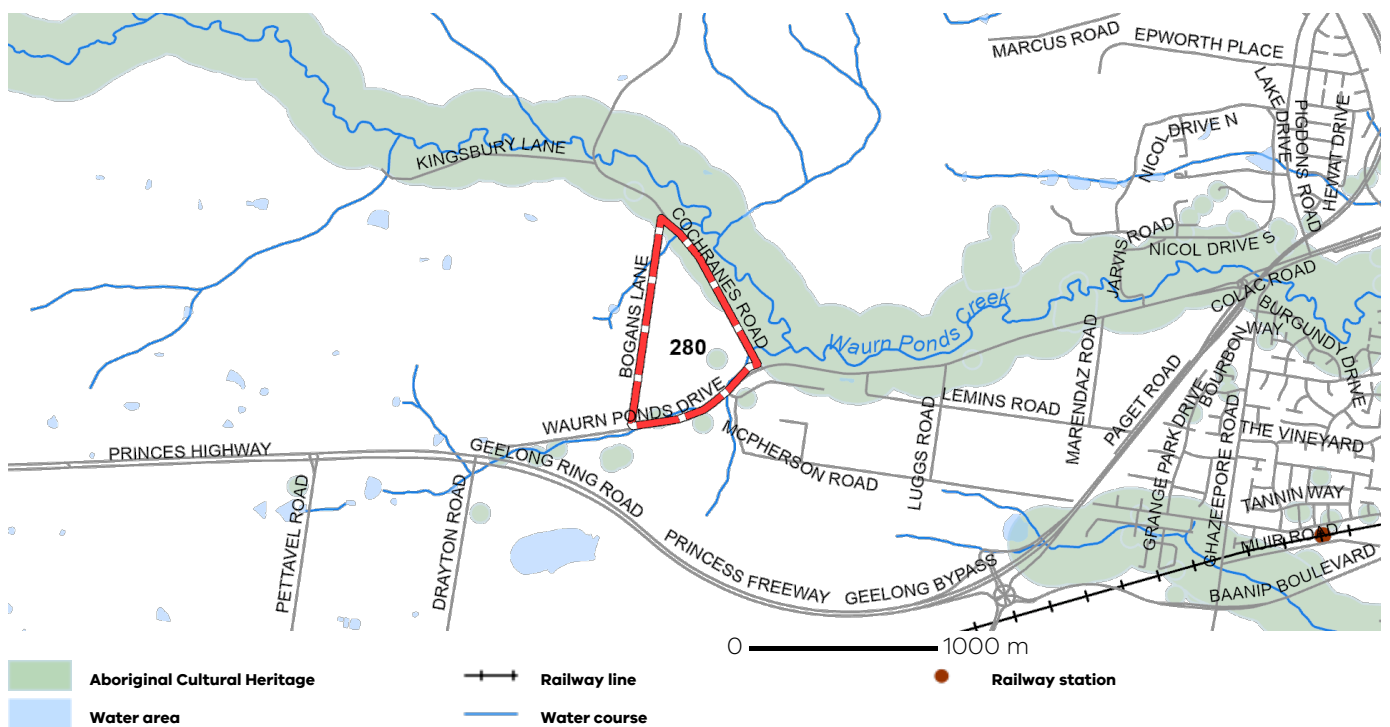 MARCUS ROAD
EPWORTH PLACE
LAKE DRIVE
PIGDONS ROAD
HEWAT DRIVE
NICOL DRIVE N
KINGSBURY LANE
COCHRANES ROAD
JARVIS ROAD
NICOL DRIVE S
BOGANS LANE
280
Waurn Ponds Creek
COLAC ROAD
BURGUNDY DRIVE
BOURBON WAY
MARENDAZ ROAD
PAGET ROAD
WAURN PONDS DRIVE
LEMINS ROAD
GRANGE PARK DRIVE
GHAZEEPORE ROAD
THE VINEYARD
PRINCES HIGHWAY
GEELONG RING ROAD
MCPHERSON ROAD
LUGGS ROAD
TANNIN WAY
PETTAVEL ROAD
DRAYTON ROAD
MUIR ROAD
PRINCESS FREEWAY
GEELONG BYPASS
BAANIP BOULEVARD
0 1000 m
Aboriginal Cultural Heritage
Railway line
Railway station
Water area
Water course